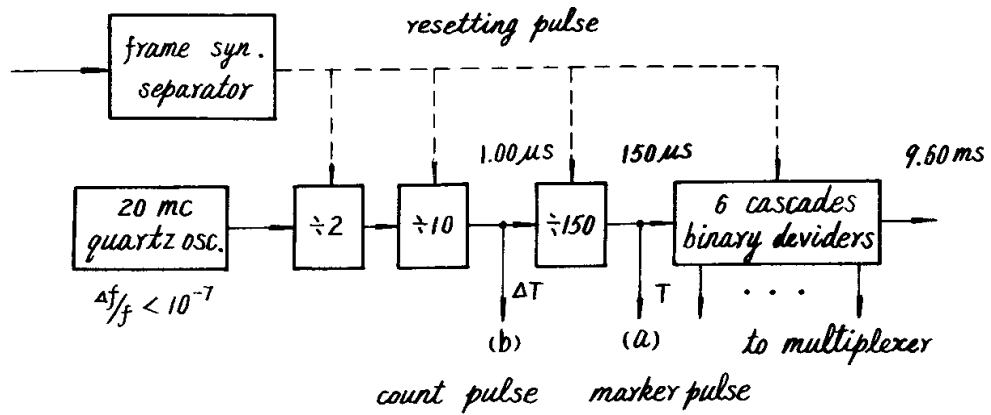 resetting pulse
frame syn.
separator
1.00 μs
150 μs
9.60 ms
20 mc
quartz osc.
÷2
÷10
÷150
6 cascades
binary deviders
Δf/f < 10⁻⁷
ΔT
T
. . .
(b)
(a)
to multiplexer
count pulse
marker pulse